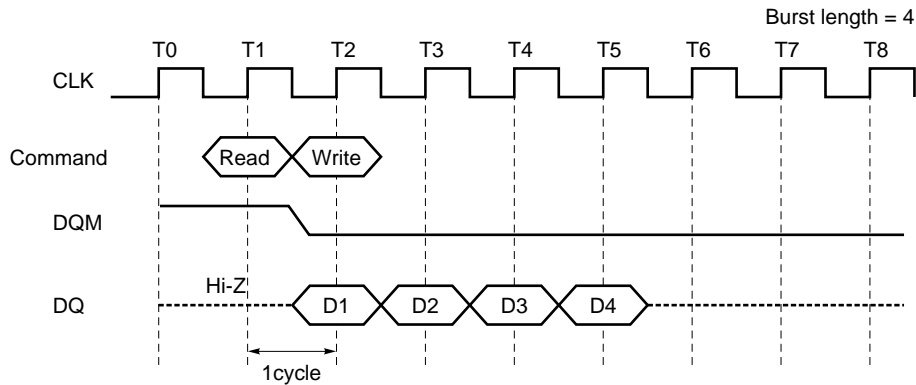 Burst length = 4
T0 T1 T2 T3 T4 T5 T6 T7 T8
CLK
Command Read Write
DQM
Hi-Z
DQ D1 D2 D3 D4
1cycle